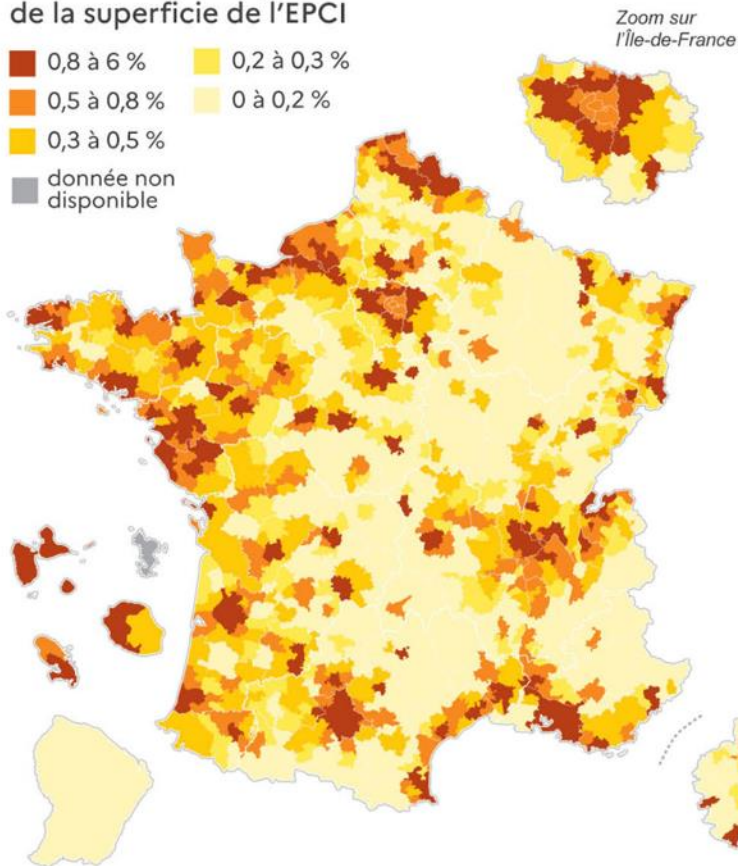 de la superficie de l'EPCI
0,8 à 6 %
0,2 à 0,3 %
0,5 à 0,8 %
0 à 0,2 %
0,3 à 0,5 %
donnée non
disponible
Zoom sur
l'Île-de-France